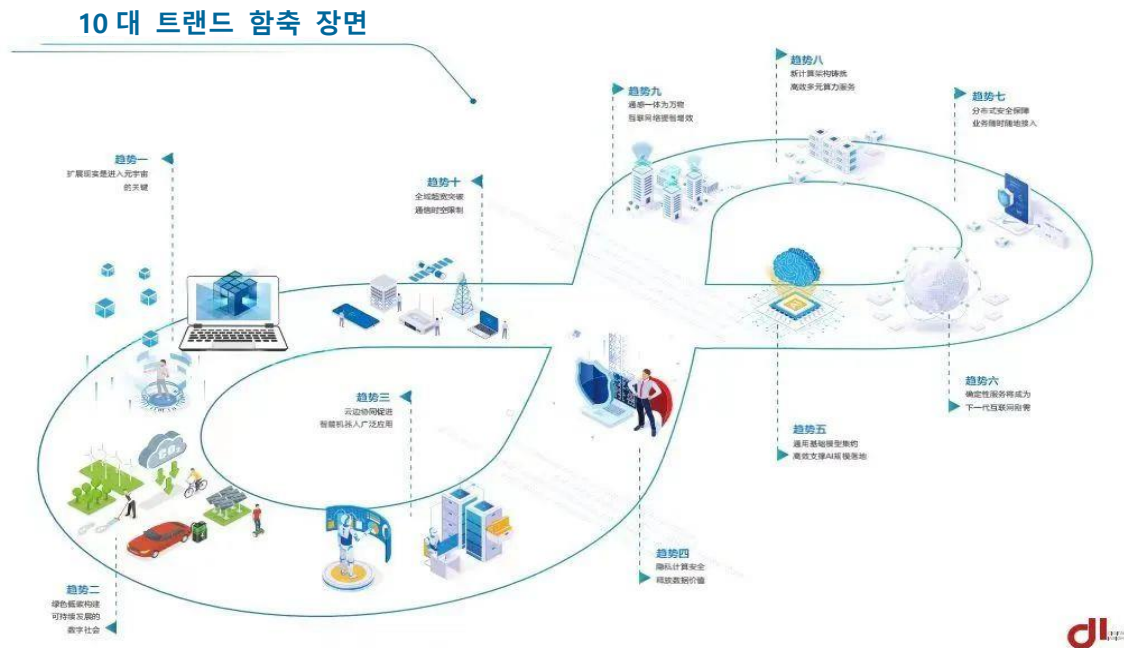 10대 트랜드 함축 장면
趋势一
扩展现实是进入元宇宙
的关键
趋势二
绿色低碳构建
可持续发展的
数字社会
趋势三
云边协同促进
智能机器人广泛应用
趋势四
隐私计算安全
释放数据价值
趋势五
通用基础模型集约
高效支撑AI规模落地
趋势六
确定性服务将成为
下一代互联网刚需
趋势七
分布式安全保障
业务随时随地接入
趋势八
新计算架构铸就
高效多元算力服务
趋势九
通感一体为万物
互联网络提智增效
趋势十
全域超宽突破
通信时空限制
CO2
dl